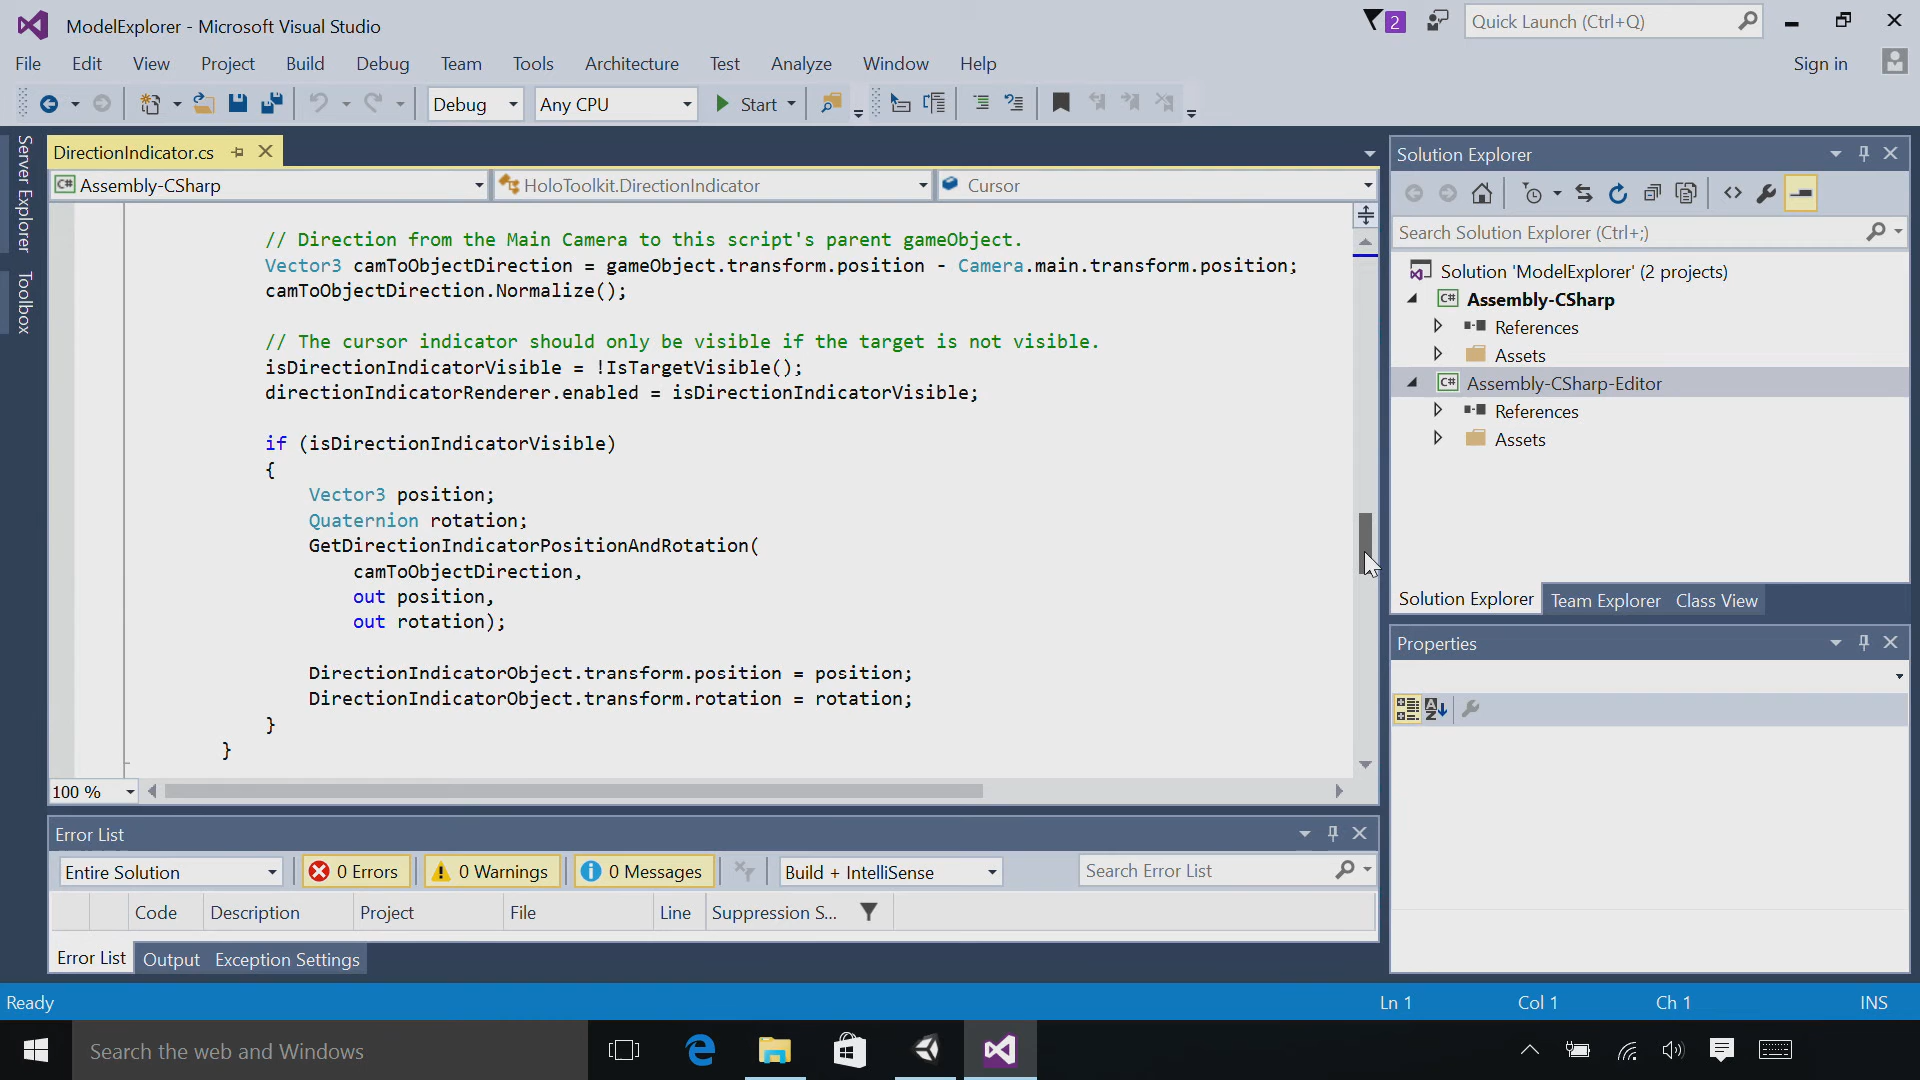 ModelExplorer - Microsoft Visual Studio
2
Quick Launch (Ctrl+Q)
File Edit View Project Build Debug Team Tools Architecture Test Analyze Window Help
Sign in
Debug Any CPU Start
Server Explorer
Toolbox
DirectionIndicator.cs
C# Assembly-CSharp HoloToolkit.DirectionIndicator Cursor
// Direction from the Main Camera to this script's parent gameObject.
Vector3 camToObjectDirection = gameObject.transform.position - Camera.main.transform.position;
camToObjectDirection.Normalize();
// The cursor indicator should only be visible if the target is not visible.
isDirectionIndicatorVisible = !IsTargetVisible();
directionIndicatorRenderer.enabled = isDirectionIndicatorVisible;
if (isDirectionIndicatorVisible)
{
Vector3 position;
Quaternion rotation;
GetDirectionIndicatorPositionAndRotation(
camToObjectDirection,
out position,
out rotation);
DirectionIndicatorObject.transform.position = position;
DirectionIndicatorObject.transform.rotation = rotation;
}
}
100 %
Solution Explorer
Search Solution Explorer (Ctrl+;)
Solution 'ModelExplorer' (2 projects)
C# Assembly-CSharp
References
Assets
C# Assembly-CSharp-Editor
References
Assets
Solution Explorer Team Explorer Class View
Properties
Error List
Entire Solution 0 Errors 0 Warnings 0 Messages Build + IntelliSense Search Error List
Code Description Project File Line Suppression S...
Error List Output Exception Settings
Ready Ln 1 Col 1 Ch 1 INS
Search the web and Windows